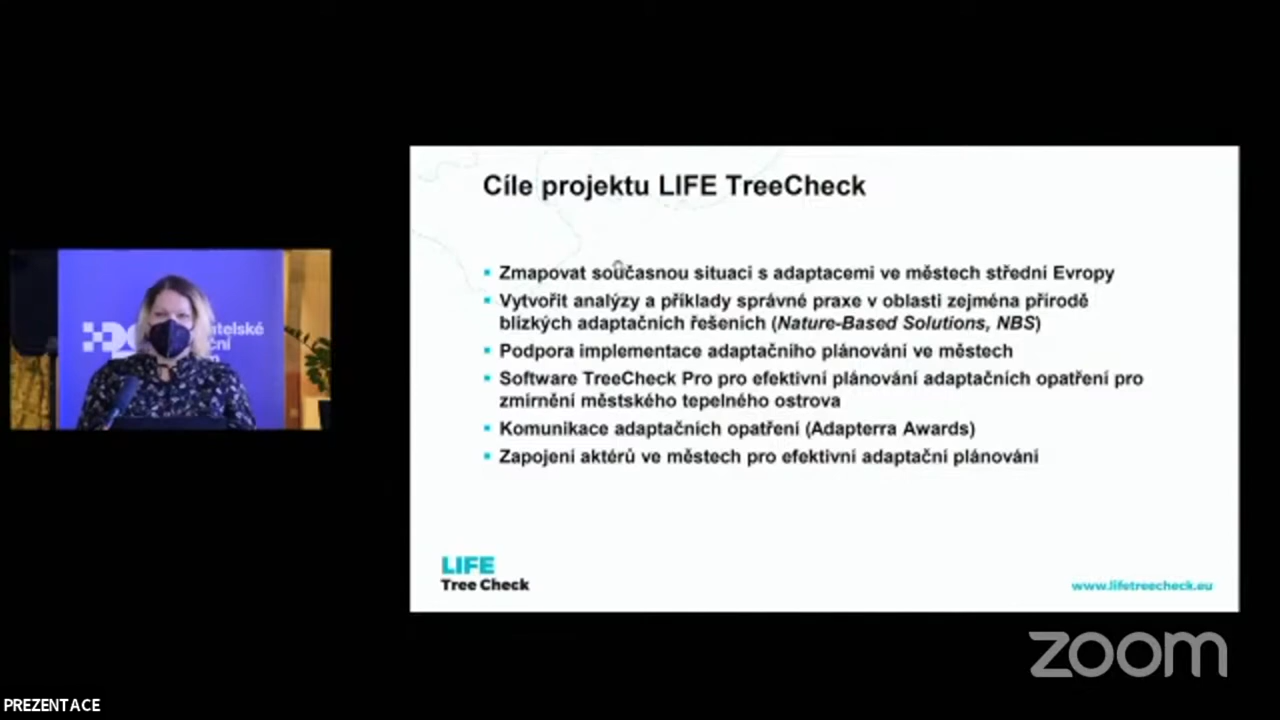 Cíle projektu LIFE TreeCheck
Zmapovat současnou situaci s adaptacemi ve městech střední Evropy
Vytvořit analýzy a příklady správné praxe v oblasti zejména přírodě
blízkých adaptačních řešeních (Nature-Based Solutions, NBS)
Podpora implementace adaptačního plánování ve městech
Software TreeCheck Pro pro efektivní plánování adaptačních opatření pro
zmírnění městského tepelného ostrova
Komunikace adaptačních opatření (Adapterra Awards)
Zapojení aktérů ve městech pro efektivní adaptační plánování
LIFE
Tree Check
www.lifetreecheck.eu
zoom
PREZENTACE